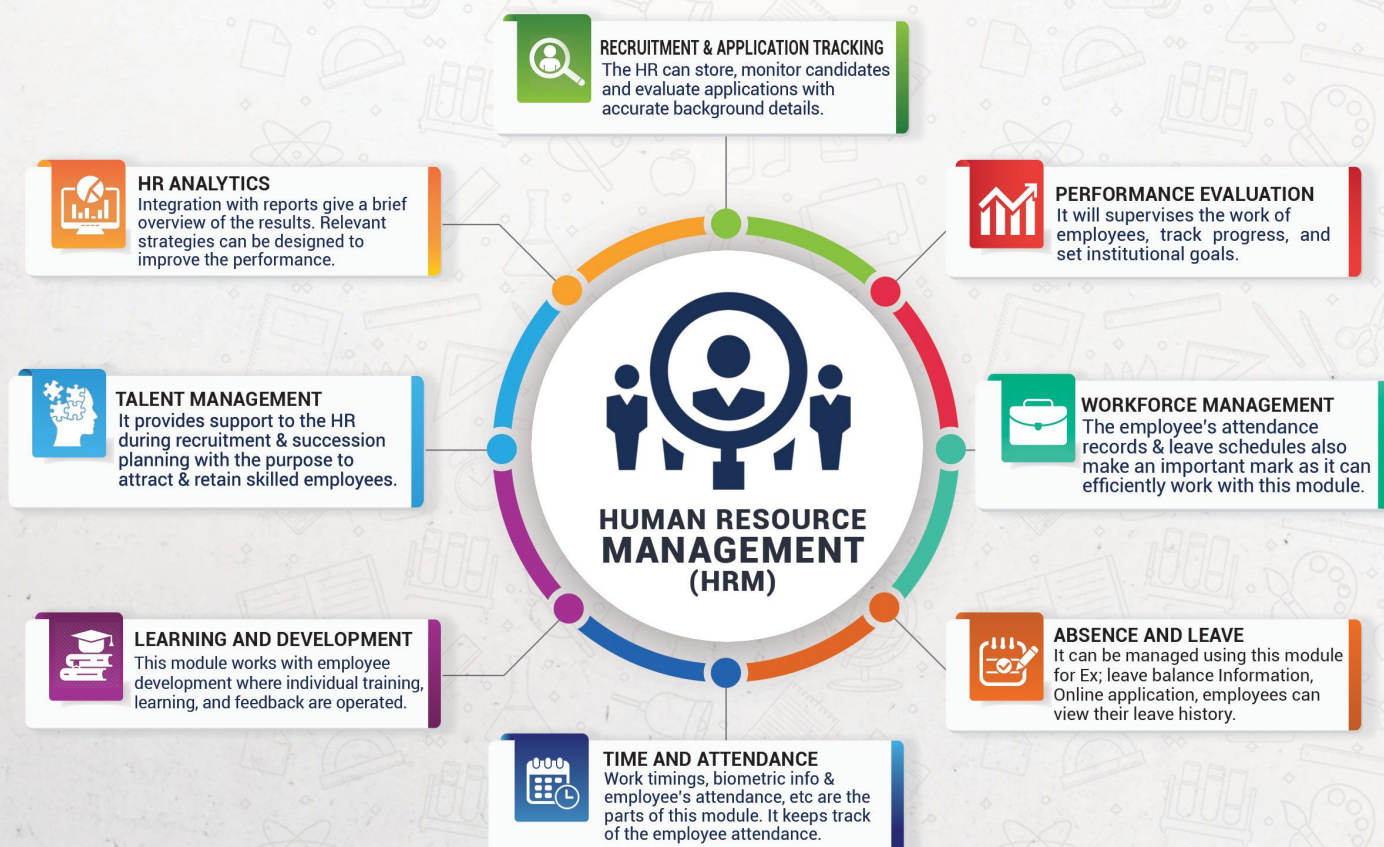 RECRUITMENT & APPLICATION TRACKING
The HR can store, monitor candidates
and evaluate applications with
accurate background details.
HR ANALYTICS
Integration with reports give a brief
overview of the results. Relevant
strategies can be designed to
improve the performance.
PERFORMANCE EVALUATION
It will supervises the work of
employees, track progress, and
set institutional goals.
TALENT MANAGEMENT
It provides support to the HR
during recruitment & succession
planning with the purpose to
attract & retain skilled employees.
HUMAN RESOURCE
MANAGEMENT
(HRM)
WORKFORCE MANAGEMENT
The employee's attendance
records & leave schedules also
make an important mark as it can
efficiently work with this module.
LEARNING AND DEVELOPMENT
This module works with employee
development where individual training,
learning, and feedback are operated.
ABSENCE AND LEAVE
It can be managed using this module
for Ex; leave balance Information,
Online application, employees can
view their leave history.
TIME AND ATTENDANCE
Work timings, biometric info &
employee's attendance, etc are the
parts of this module. It keeps track
of the employee attendance.